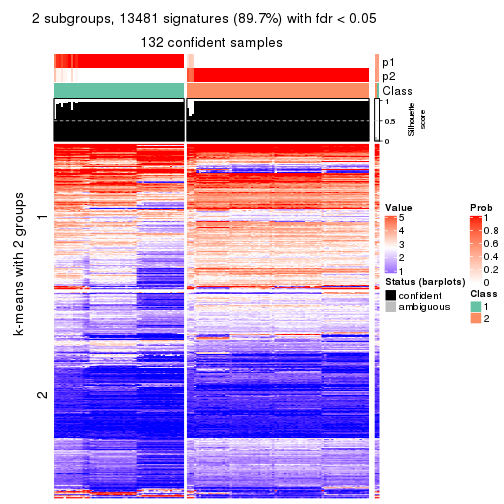 2 subgroups, 13481 signatures (89.7%) with fdr < 0.05
132 confident samples
p1
p2
Class
1
0.5
0
Silhouette
score
k-means with 2 groups
1
2
Value
5
4
3
2
1
Status (barplots)
confident
ambiguous
Prob
1
0.8
0.6
0.4
0.2
0
Class
1
2